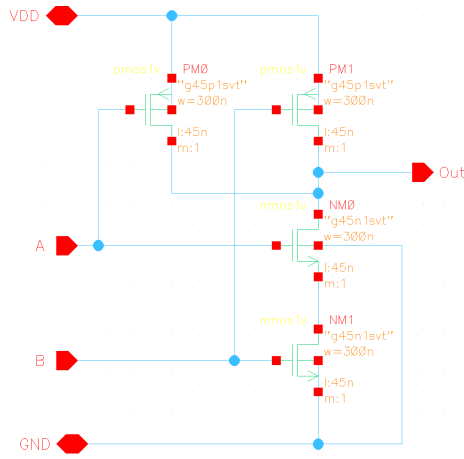 VDD
pmos1v PM0
"g45p1svt"
w=300n
l:45n
m:1
pmos1v PM1
"g45p1svt"
w=300n
l:45n
m:1
Out
nmos1v NM0
"g45n1svt"
w=300n
l:45n
m:1
A
nmos1v NM1
"g45n1svt"
w=300n
l:45n
m:1
B
GND